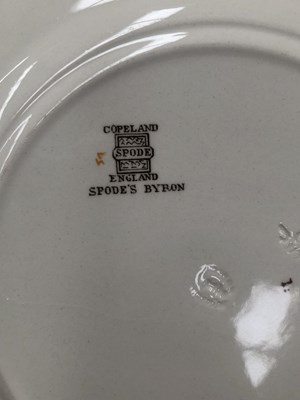 COPELAND
SPODE
ENGLAND
SPODE'S BYRON